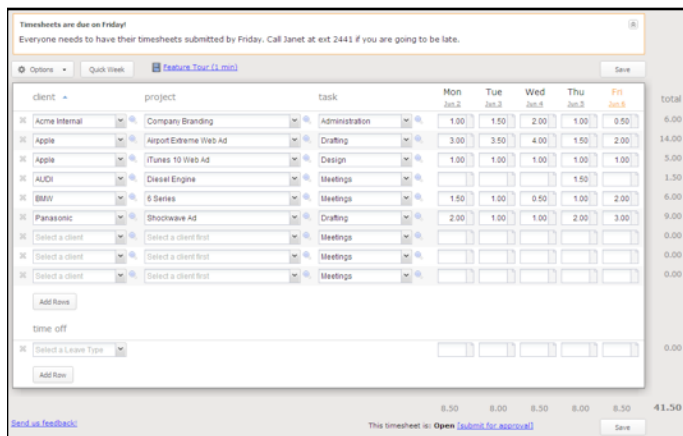 Timesheets are due on Friday!
Everyone needs to have their timesheets submitted by Friday. Call Janet at ext 2441 if you are going to be late.
Options Quick Week Feature Tour (1 min) Save
client project task Mon Tue Wed Thu Fri total
Jun 2 Jun 3 Jun 4 Jun 5 Jun 6
Acme Internal Company Branding Administration 1.00 1.50 2.00 1.00 0.50 6.00
Apple Airport Extreme Web Ad Drafting 3.00 3.50 4.00 1.50 2.00 14.00
Apple iTunes 10 Web Ad Design 1.00 1.00 1.00 1.00 1.00 5.00
AUDI Diesel Engine Meetings 1.50 1.50
BMW 6 Series Meetings 1.50 1.00 0.50 1.00 2.00 6.00
Panasonic Shockwave Ad Drafting 2.00 1.00 1.00 2.00 3.00 9.00
Select a client Select a client first Meetings 0.00
Select a client Select a client first Meetings 0.00
Select a client Select a client first Meetings 0.00
Add Rows
time off
Select a Leave Type 0.00
Add Row
8.50 8.00 8.50 8.00 8.50 41.50
Send us feedback! This timesheet is: Open [submit for approval] Save